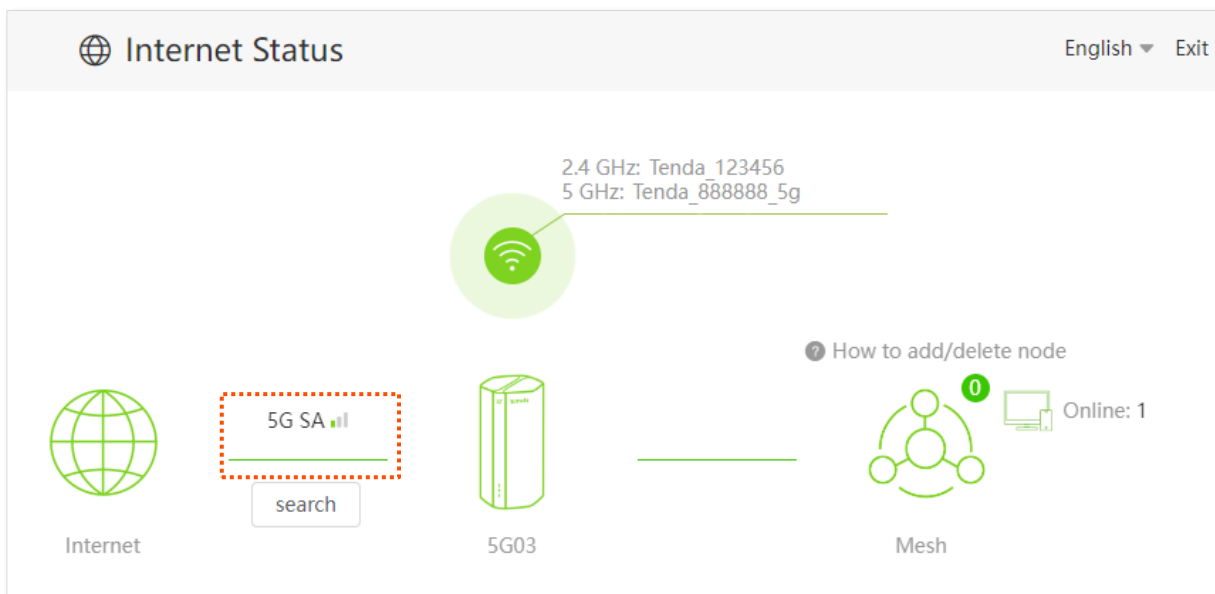 Internet Status
English
Exit
2.4 GHz: Tenda_123456
5 GHz: Tenda_888888_5g
? How to add/delete node
0
Online: 1
5G SA
search
Internet
5G03
Mesh